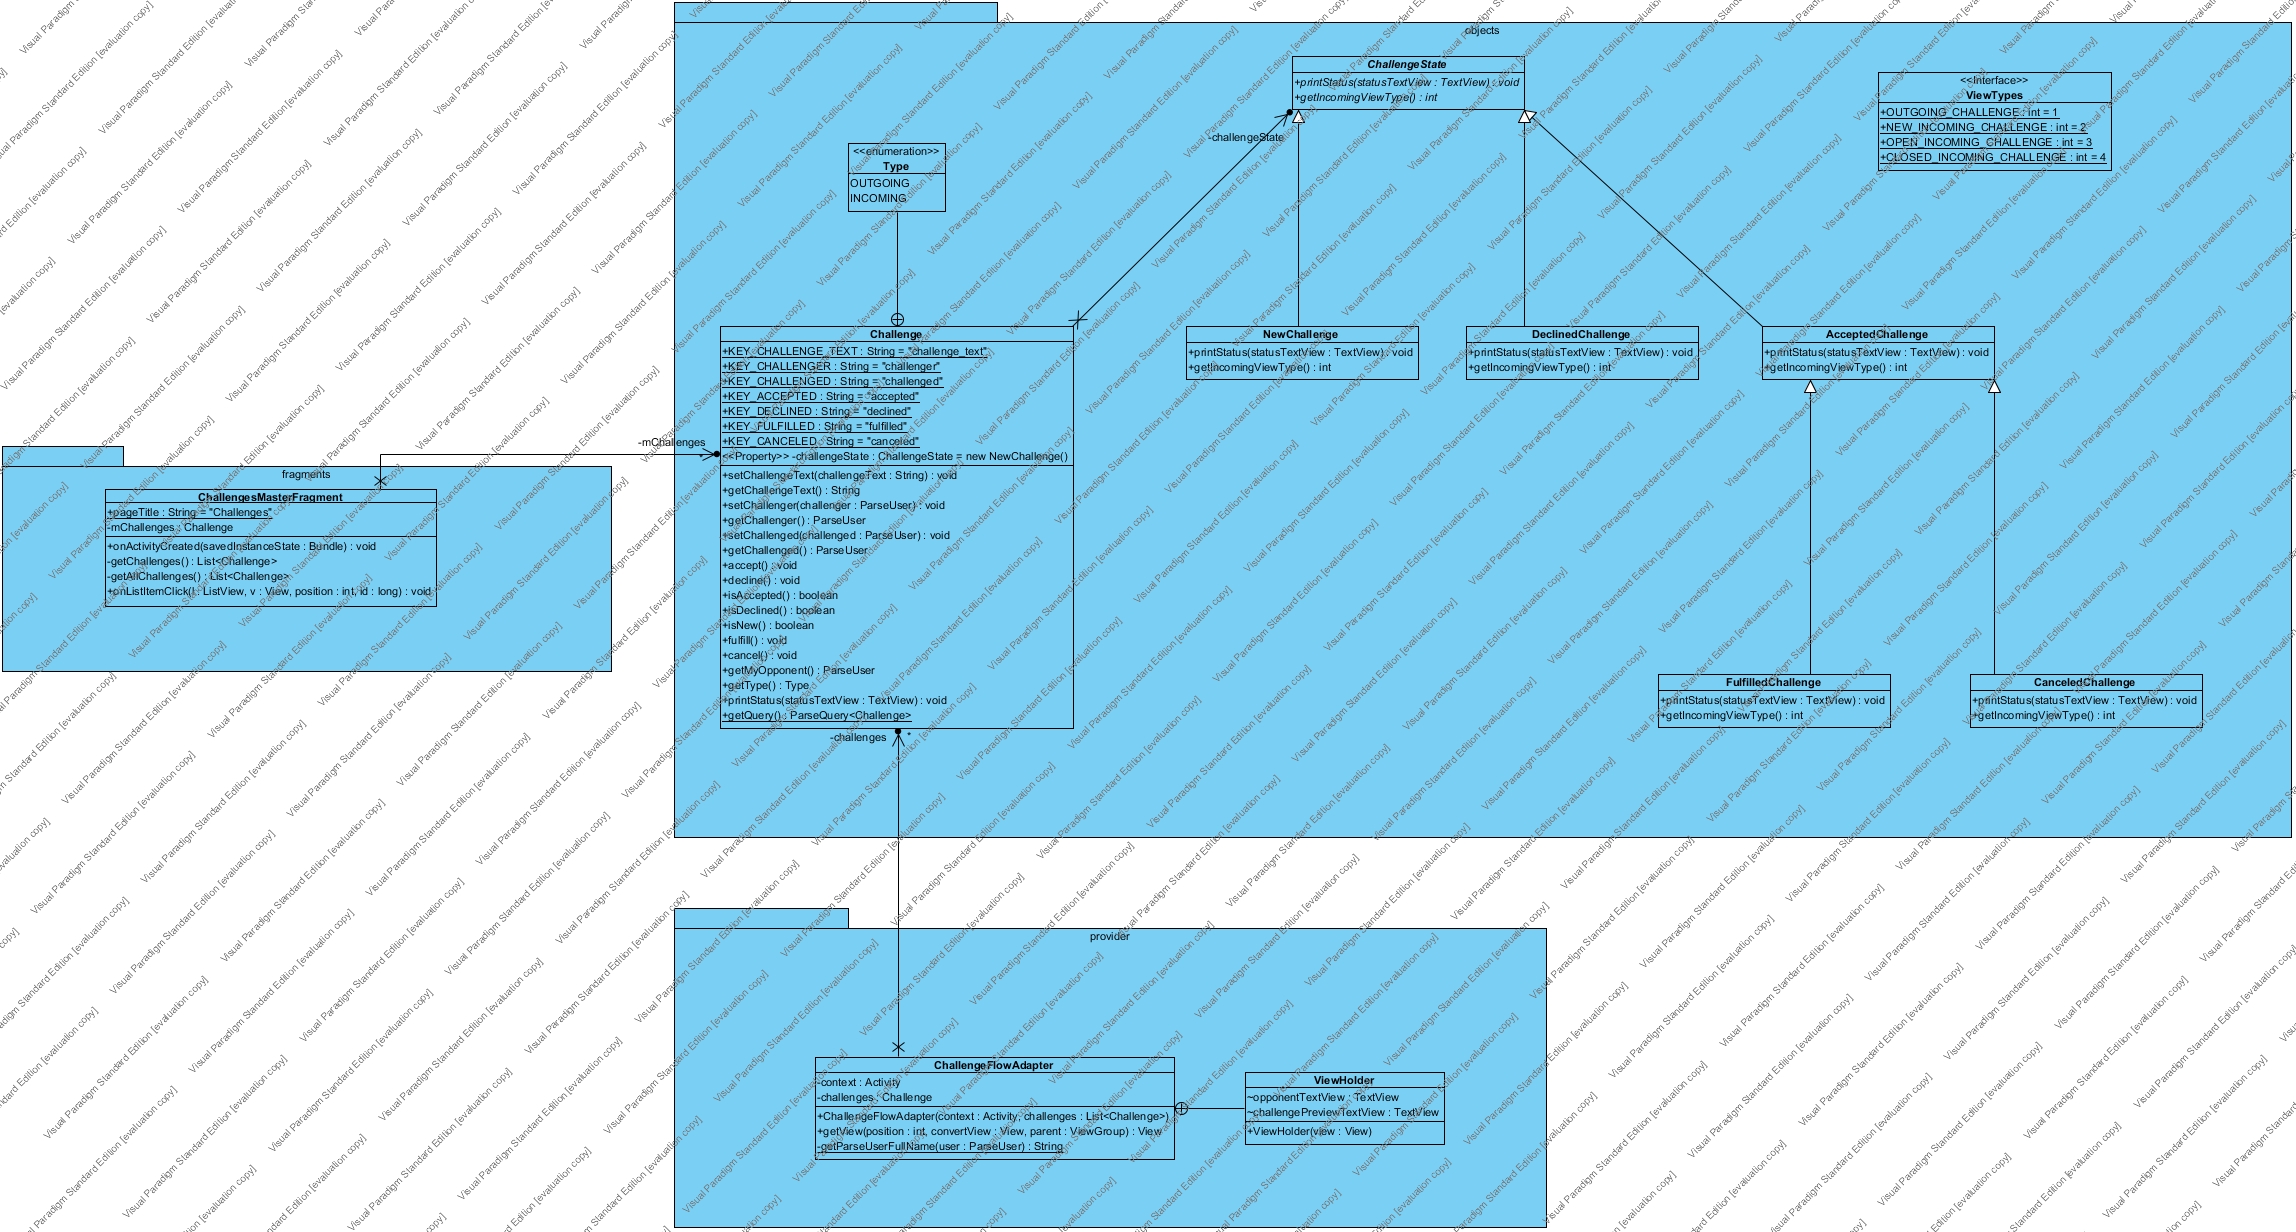 objects
ChallengeState
+printStatus(statusTextView : TextView) : void
+getIncomingViewType() : int
<<Interface>>
ViewTypes
+OUTGOING_CHALLENGE : int = 1
+NEW_INCOMING_CHALLENGE : int = 2
+OPEN_INCOMING_CHALLENGE : int = 3
+CLOSED_INCOMING_CHALLENGE : int = 4
-challengeState
<<enumeration>>
Type
OUTGOING
INCOMING
Challenge
+KEY_CHALLENGE_TEXT : String = "challenge_text"
+KEY_CHALLENGER : String = "challenger"
+KEY_CHALLENGED : String = "challenged"
+KEY_ACCEPTED : String = "accepted"
+KEY_DECLINED : String = "declined"
+KEY_FULFILLED : String = "fulfilled"
+KEY_CANCELED : String = "canceled"
<<Property>> -challengeState : ChallengeState = new NewChallenge()
+setChallengeText(challengeText : String) : void
+getChallengeText() : String
+setChallenger(challenger : ParseUser) : void
+getChallenger() : ParseUser
+setChallenged(challenged : ParseUser) : void
+getChallenged() : ParseUser
+accept() : void
+decline() : void
+isAccepted() : boolean
+isDeclined() : boolean
+isNew() : boolean
+fulfill() : void
+cancel() : void
+getMyOpponent() : ParseUser
+getType() : Type
+printStatus(statusTextView : TextView) : void
+getQuery() : ParseQuery<Challenge>
NewChallenge
+printStatus(statusTextView : TextView) : void
+getIncomingViewType() : int
DeclinedChallenge
+printStatus(statusTextView : TextView) : void
+getIncomingViewType() : int
AcceptedChallenge
+printStatus(statusTextView : TextView) : void
+getIncomingViewType() : int
-mChallenges
*
fragments
ChallengesMasterFragment
+pageTitle : String = "Challenges"
-mChallenges : Challenge
+onActivityCreated(savedInstanceState : Bundle) : void
-getChallenges() : List<Challenge>
-getAllChallenges() : List<Challenge>
+onListItemClick(l : ListView, v : View, position : int, id : long) : void
FulfilledChallenge
+printStatus(statusTextView : TextView) : void
+getIncomingViewType() : int
CanceledChallenge
+printStatus(statusTextView : TextView) : void
+getIncomingViewType() : int
-challenges
*
provider
ChallengeFlowAdapter
-context : Activity
-challenges : Challenge
+ChallengeFlowAdapter(context : Activity, challenges : List<Challenge>)
+getView(position : int, convertView : View, parent : ViewGroup) : View
-getParseUserFullName(user : ParseUser) : String
ViewHolder
~opponentTextView : TextView
~challengePreviewTextView : TextView
+ViewHolder(view : View)
Visual Paradigm Standard Edition [evaluation copy]